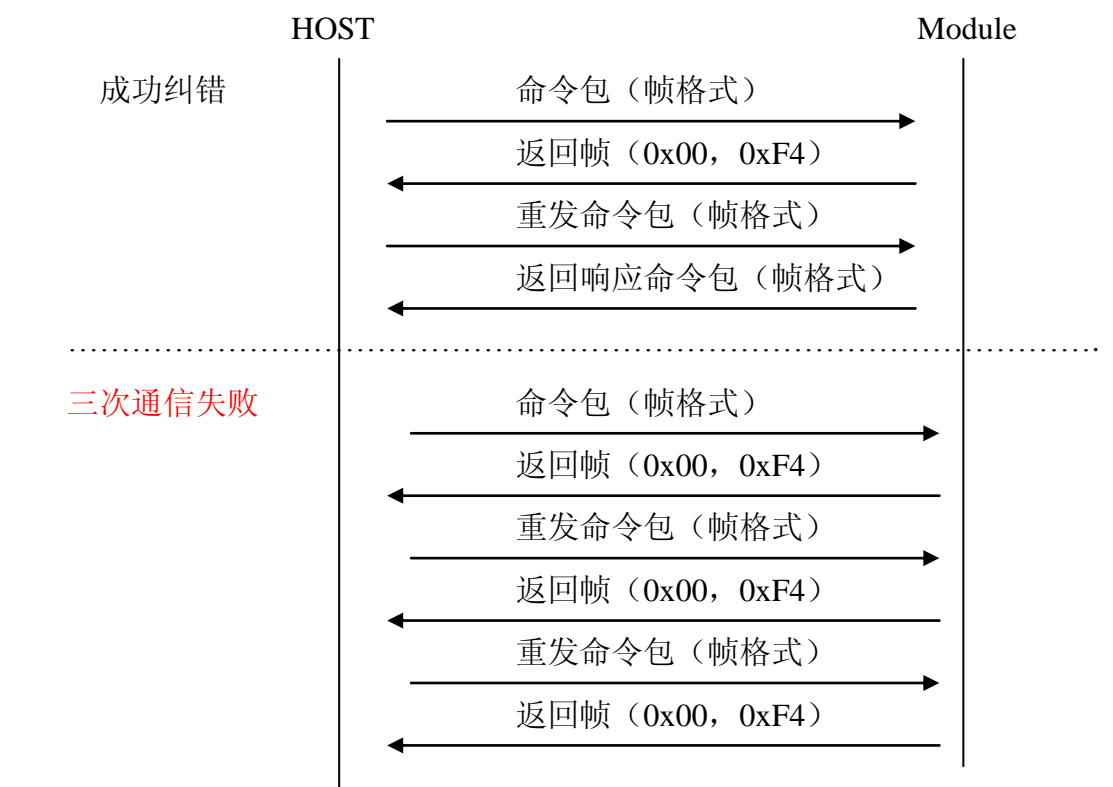 HOST Module
成功纠错 命令包（帧格式）
返回帧（0x00，0xF4）
重发命令包（帧格式）
返回响应命令包（帧格式）
三次通信失败 命令包（帧格式）
返回帧（0x00，0xF4）
重发命令包（帧格式）
返回帧（0x00，0xF4）
重发命令包（帧格式）
返回帧（0x00，0xF4）